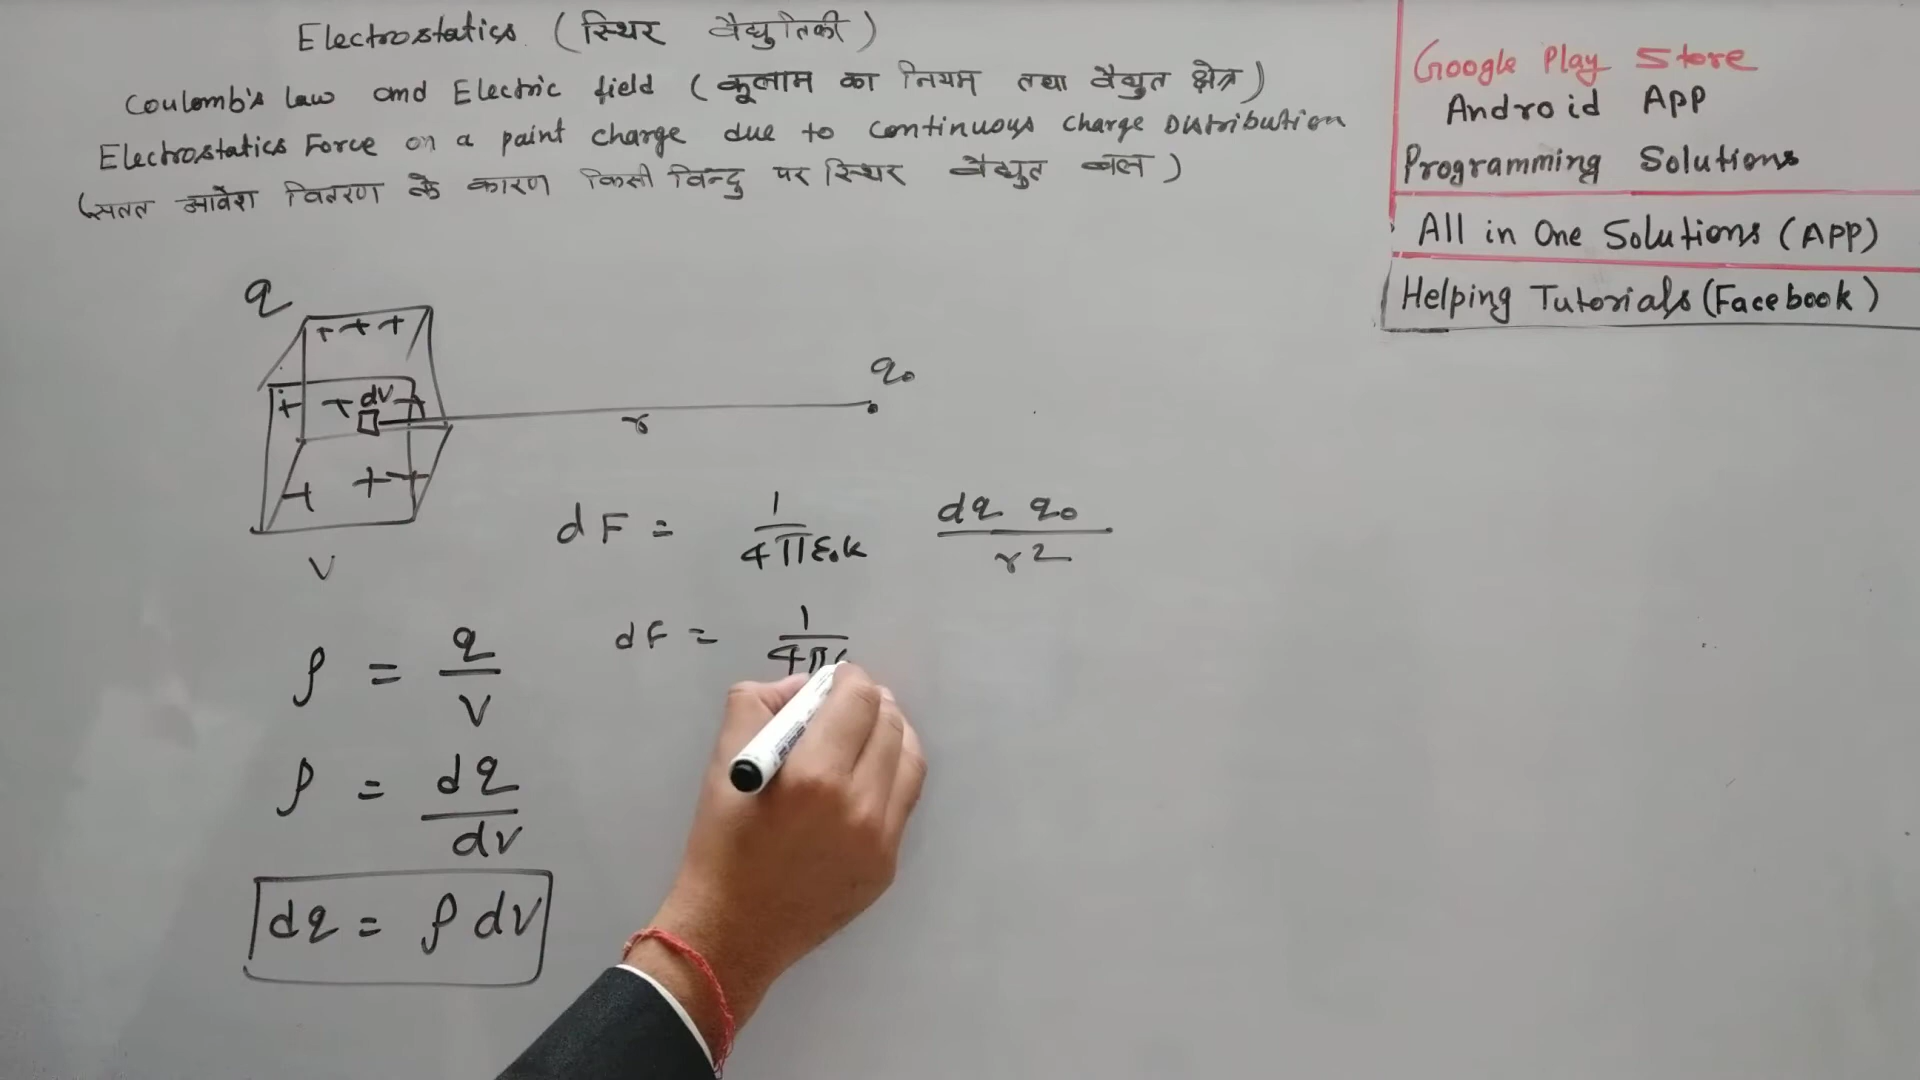 Electrostatics (स्थिर वैद्युतिकी)
Coulomb's law and Electric field (कूलाम का नियम तथा वैद्युत क्षेत्र)
Electrostatics Force on a paint charge due to continuous charge Distribution
(सतत आवेश वितरण के कारण किसी विन्दु पर स्थिर वैद्युत बल)
Google Play Store
Android App
Programming Solutions
All in One Solutions (APP)
Helping Tutorials (Facebook)
q
+ + +
+ + dV +
r
q₀
+ + +
V
dF = 1/4πε₀k dq q₀/r²
ρ = q/V
dF = 1/4π
ρ = dq/dv
dq = ρ dV